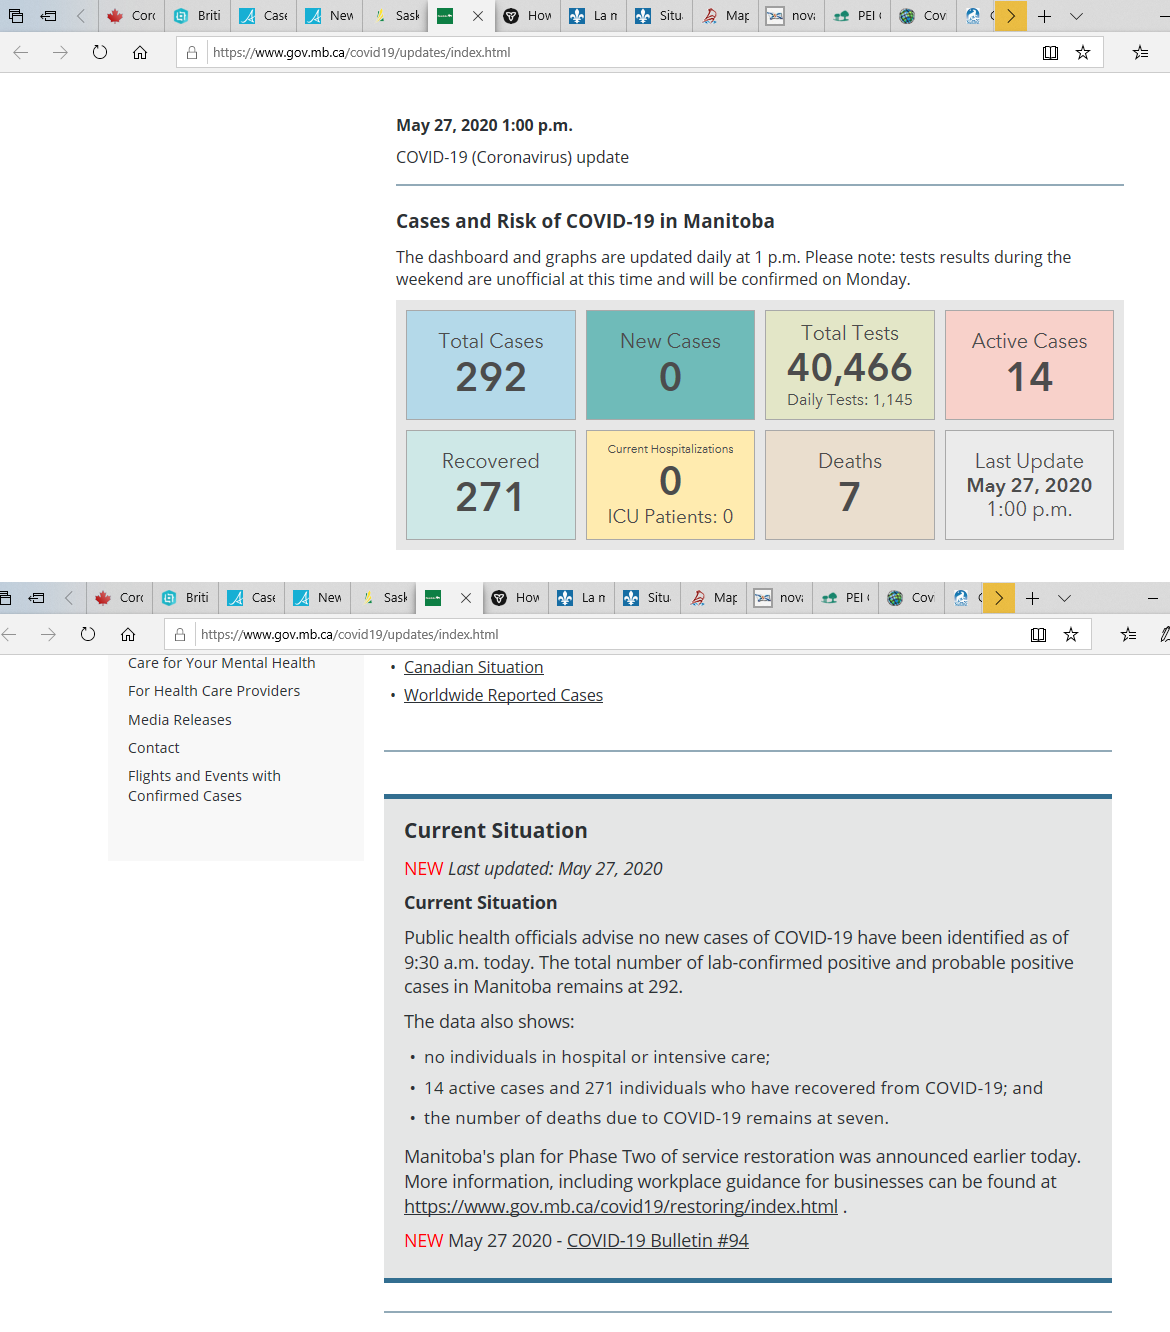 Corc
Briti
Case
New
Sask
How
La n
Situ
Map
nova
PEI
Cov
https://www.gov.mb.ca/covid19/updates/index.html
May 27, 2020 1:00 p.m.
COVID-19 (Coronavirus) update
Cases and Risk of COVID-19 in Manitoba
The dashboard and graphs are updated daily at 1 p.m. Please note: tests results during the
weekend are unofficial at this time and will be confirmed on Monday.
Total Cases
292
New Cases
0
Total Tests
40,466
Daily Tests: 1,145
Active Cases
14
Recovered
271
Current Hospitalizations
0
ICU Patients: 0
Deaths
7
Last Update
May 27, 2020
1:00 p.m.
Corc
Briti
Case
New
Sask
How
La n
Situ
Map
nova
PEI
Cov
https://www.gov.mb.ca/covid19/updates/index.html
Care for Your Mental Health
For Health Care Providers
Media Releases
Contact
Flights and Events with
Confirmed Cases
• Canadian Situation
• Worldwide Reported Cases
Current Situation
NEW Last updated: May 27, 2020
Current Situation
Public health officials advise no new cases of COVID-19 have been identified as of
9:30 a.m. today. The total number of lab-confirmed positive and probable positive
cases in Manitoba remains at 292.
The data also shows:
• no individuals in hospital or intensive care;
• 14 active cases and 271 individuals who have recovered from COVID-19; and
• the number of deaths due to COVID-19 remains at seven.
Manitoba's plan for Phase Two of service restoration was announced earlier today.
More information, including workplace guidance for businesses can be found at
https://www.gov.mb.ca/covid19/restoring/index.html .
NEW May 27 2020 - COVID-19 Bulletin #94